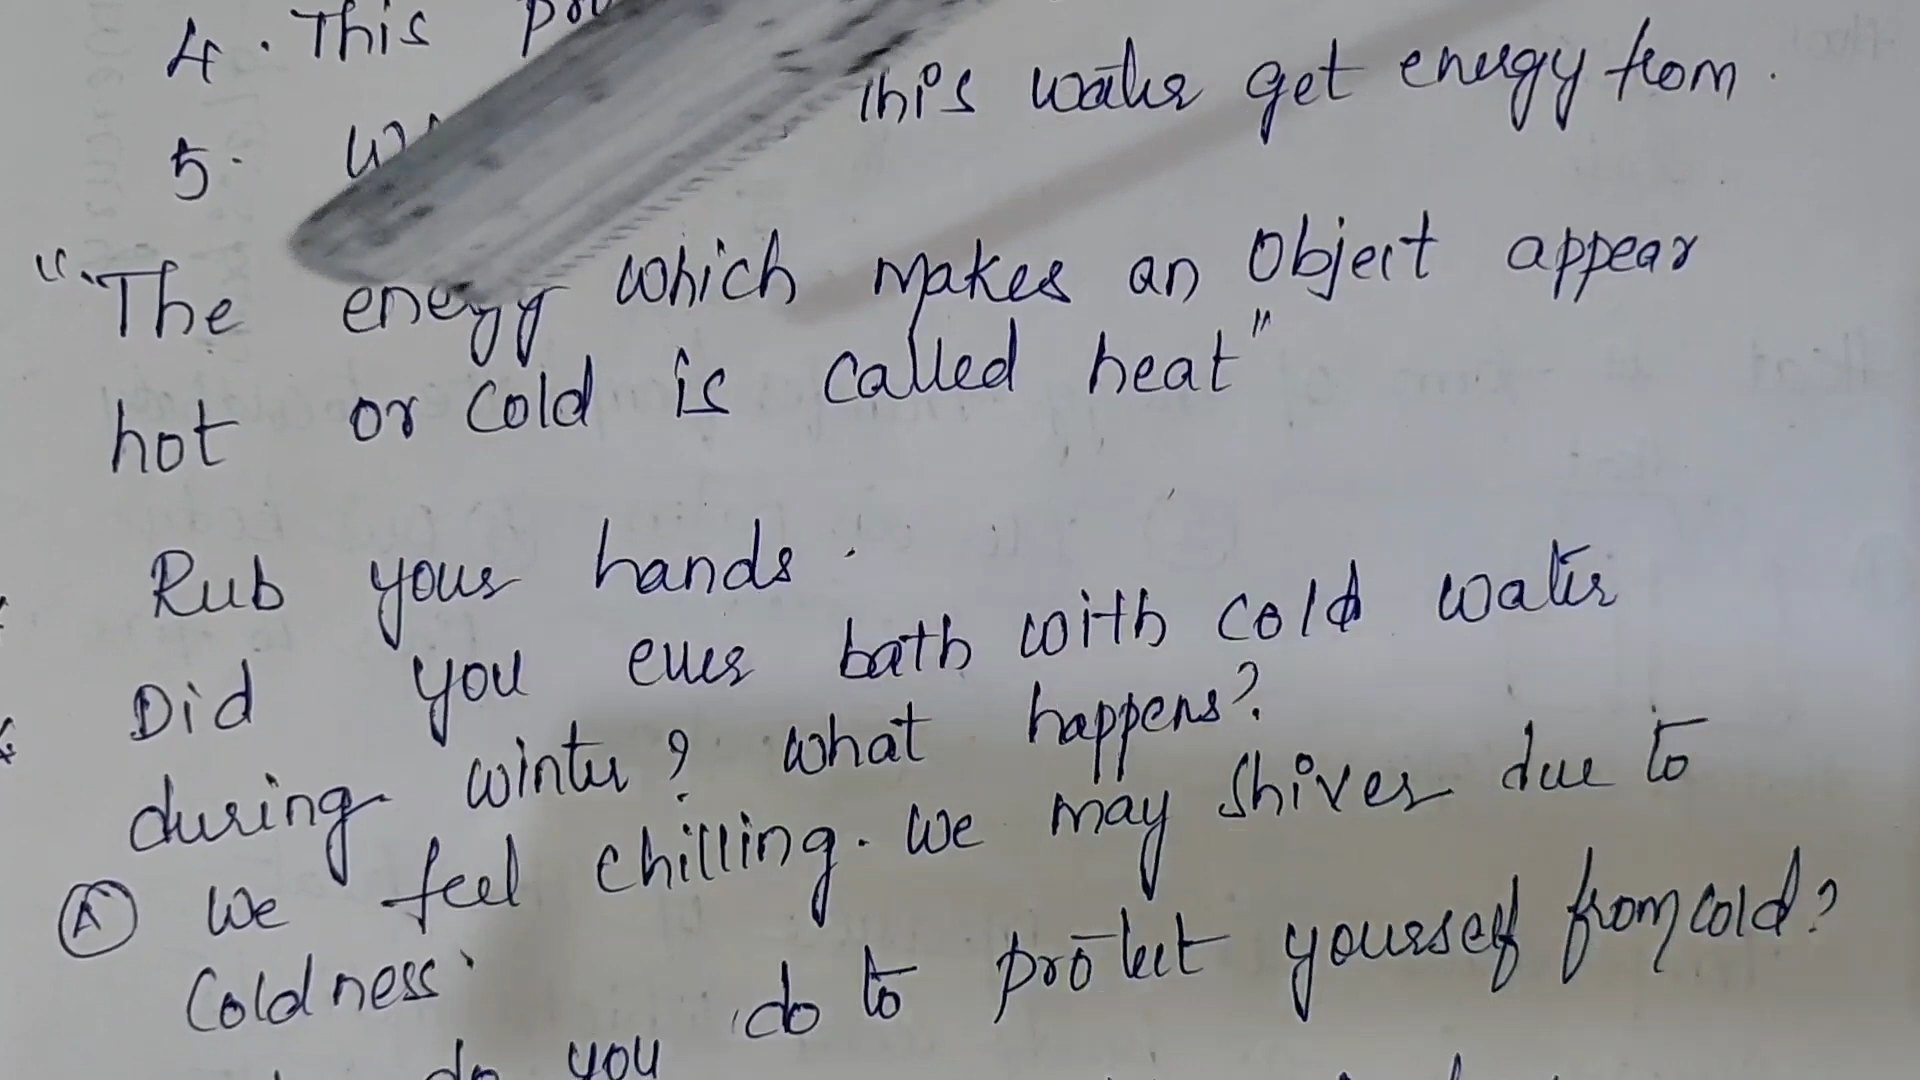 4. This
5. this water get energy from.
"The energy which makes an Object appear
hot or cold is called heat"
Rub your hands.
Did you ever bath with cold water
during winter? what happens?
(A) We feel chilling. We may shiver due to
Coldness.
do you do to protect yourself from cold?